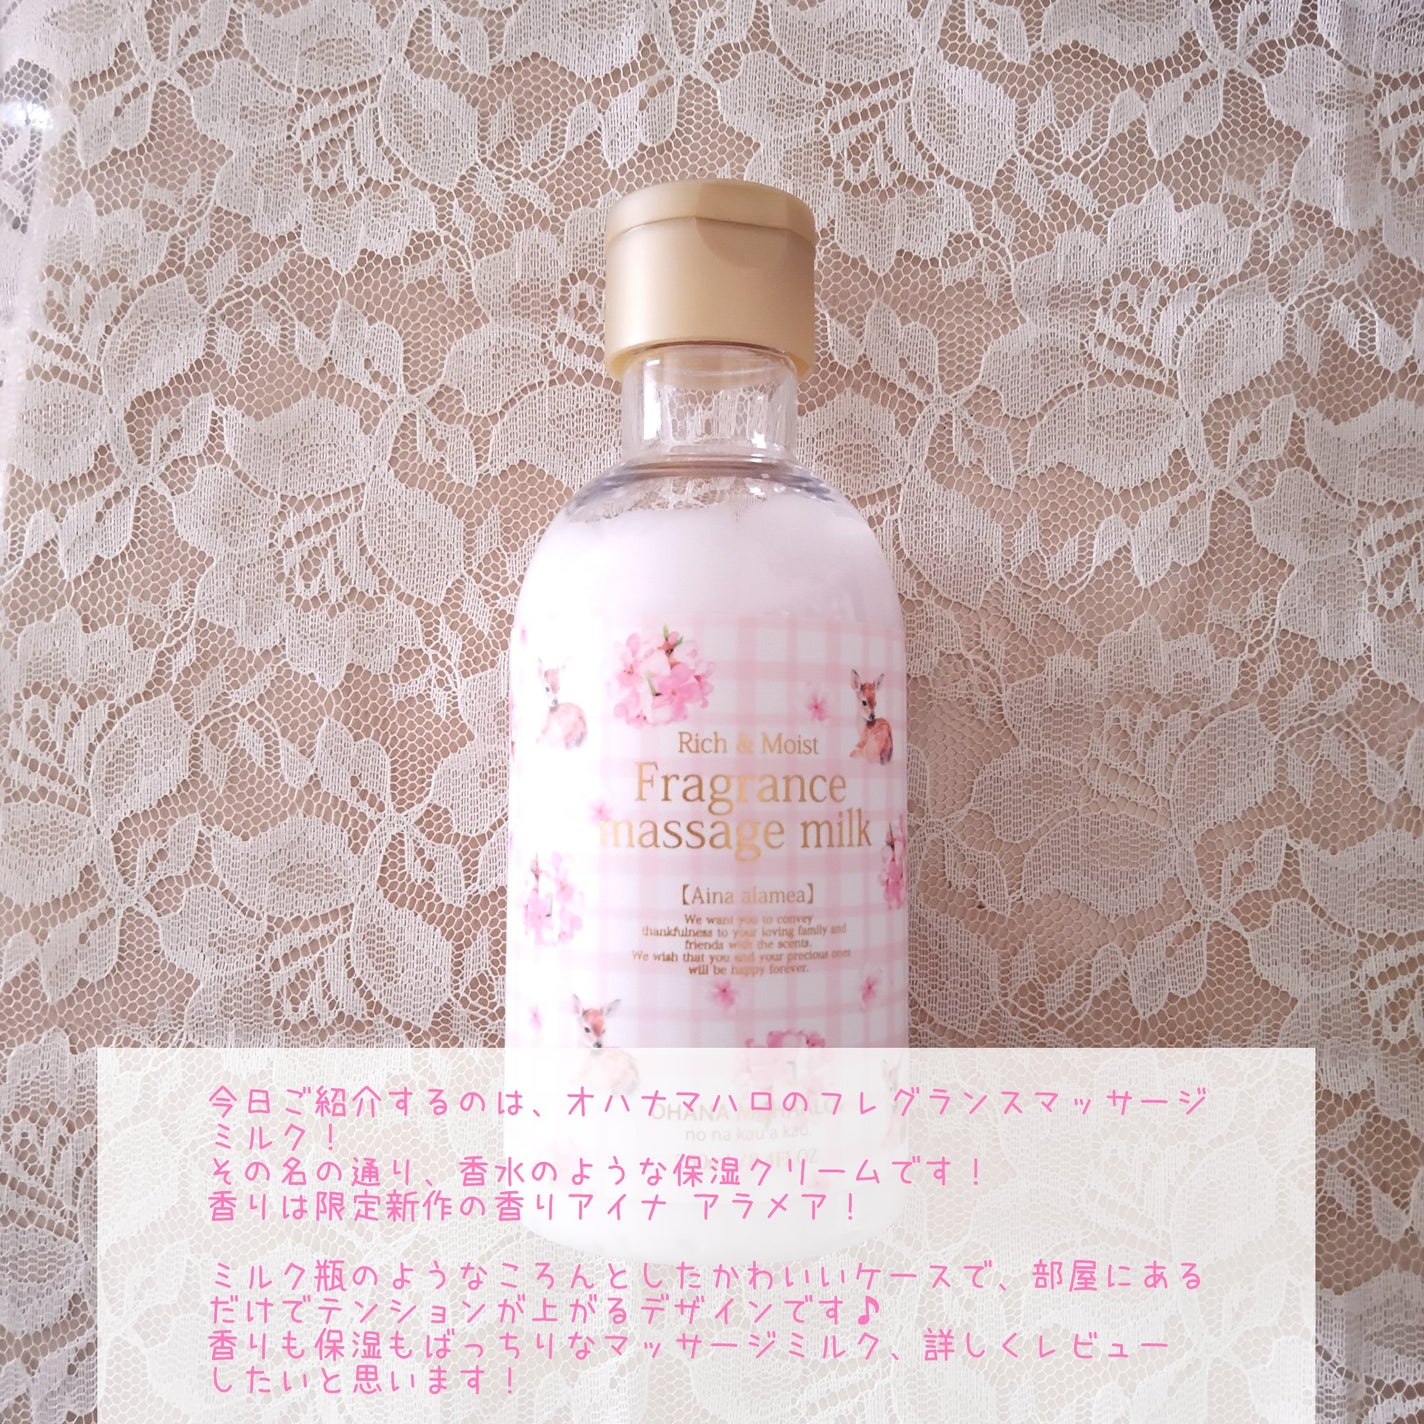 Rich & Moist
Fragrance
massage milk
【Aina alamea】
We want you to convey
thankfulness to your loving family and
friends with the scents.
We wish that you and your precious ones
will be happy forever.
OHANA MAHAALO
no na kau a kau.
今日ご紹介するのは、オハナマハロのフレグランスマッサージ
ミルク！
その名の通り、香水のような保湿クリームです！
香りは限定新作の香りアイナ アラメア！
ミルク瓶のようなころんとしたかわいいケースで、部屋にある
だけでテンションが上がるデザインです♪
香りも保湿もばっちりなマッサージミルク、詳しくレビュー
したいと思います！